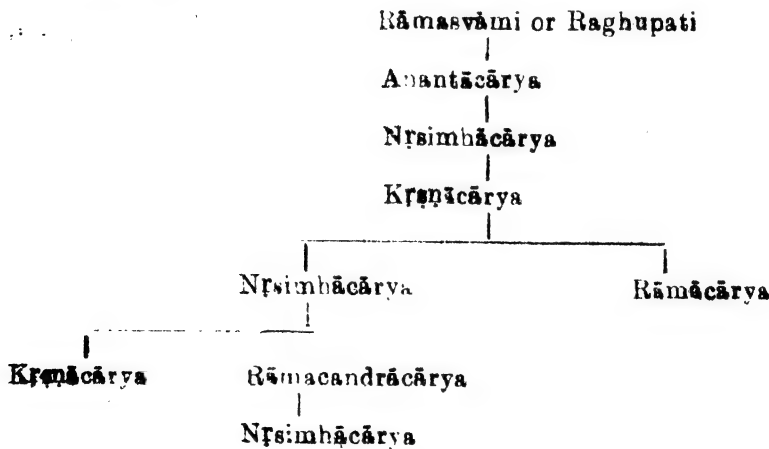 Rāmasvāmi or Raghupati
Anantācārya
Nṛsimhācārya
Kṛṣṇācārya
Nṛsimhācārya Rāmācārya
Kṛṣṇācārya Rāmacandrācārya
Nṛsimhācārya